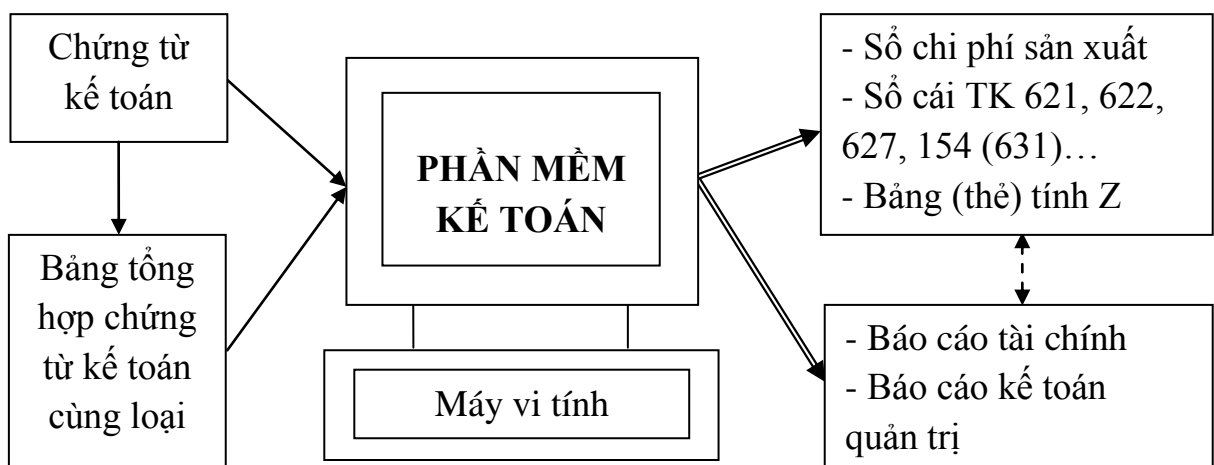 Chứng từ
kế toán
Bảng tổng
hợp chứng
từ kế toán
cùng loại
PHẦN MỀM
KẾ TOÁN
Máy vi tính
- Sổ chi phí sản xuất
- Sổ cái TK 621, 622,
627, 154 (631)…
- Bảng (thẻ) tính Z
- Báo cáo tài chính
- Báo cáo kế toán
quản trị